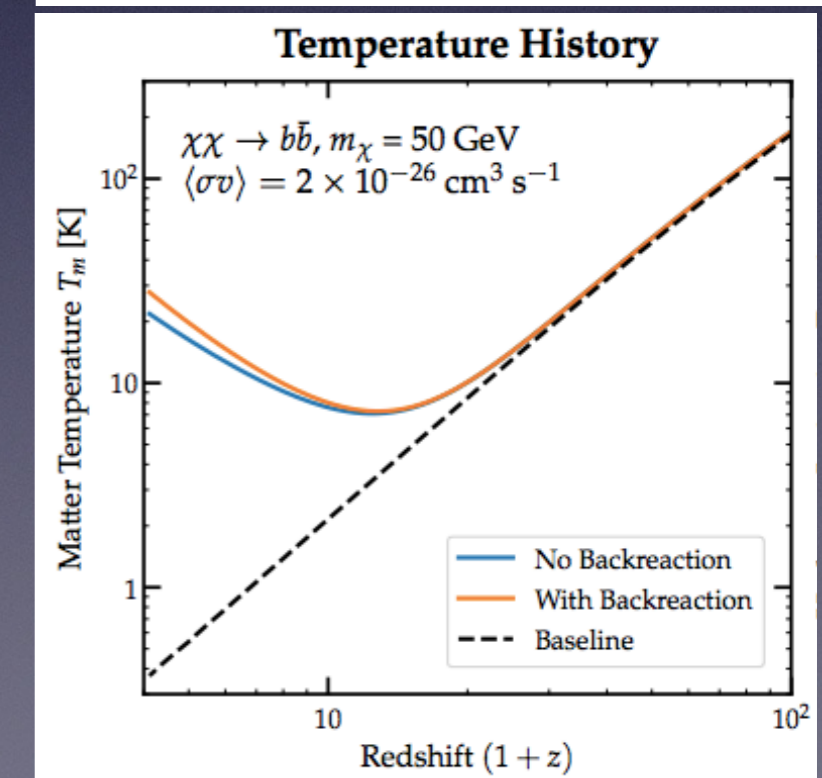 Temperature History
χχ → bb̄, mχ = 50 GeV
⟨σv⟩ = 2 × 10⁻²⁶ cm³ s⁻¹
Matter Temperature Tₘ [K]
10²
10
1
No Backreaction
With Backreaction
Baseline
10
10²
Redshift (1 + z)